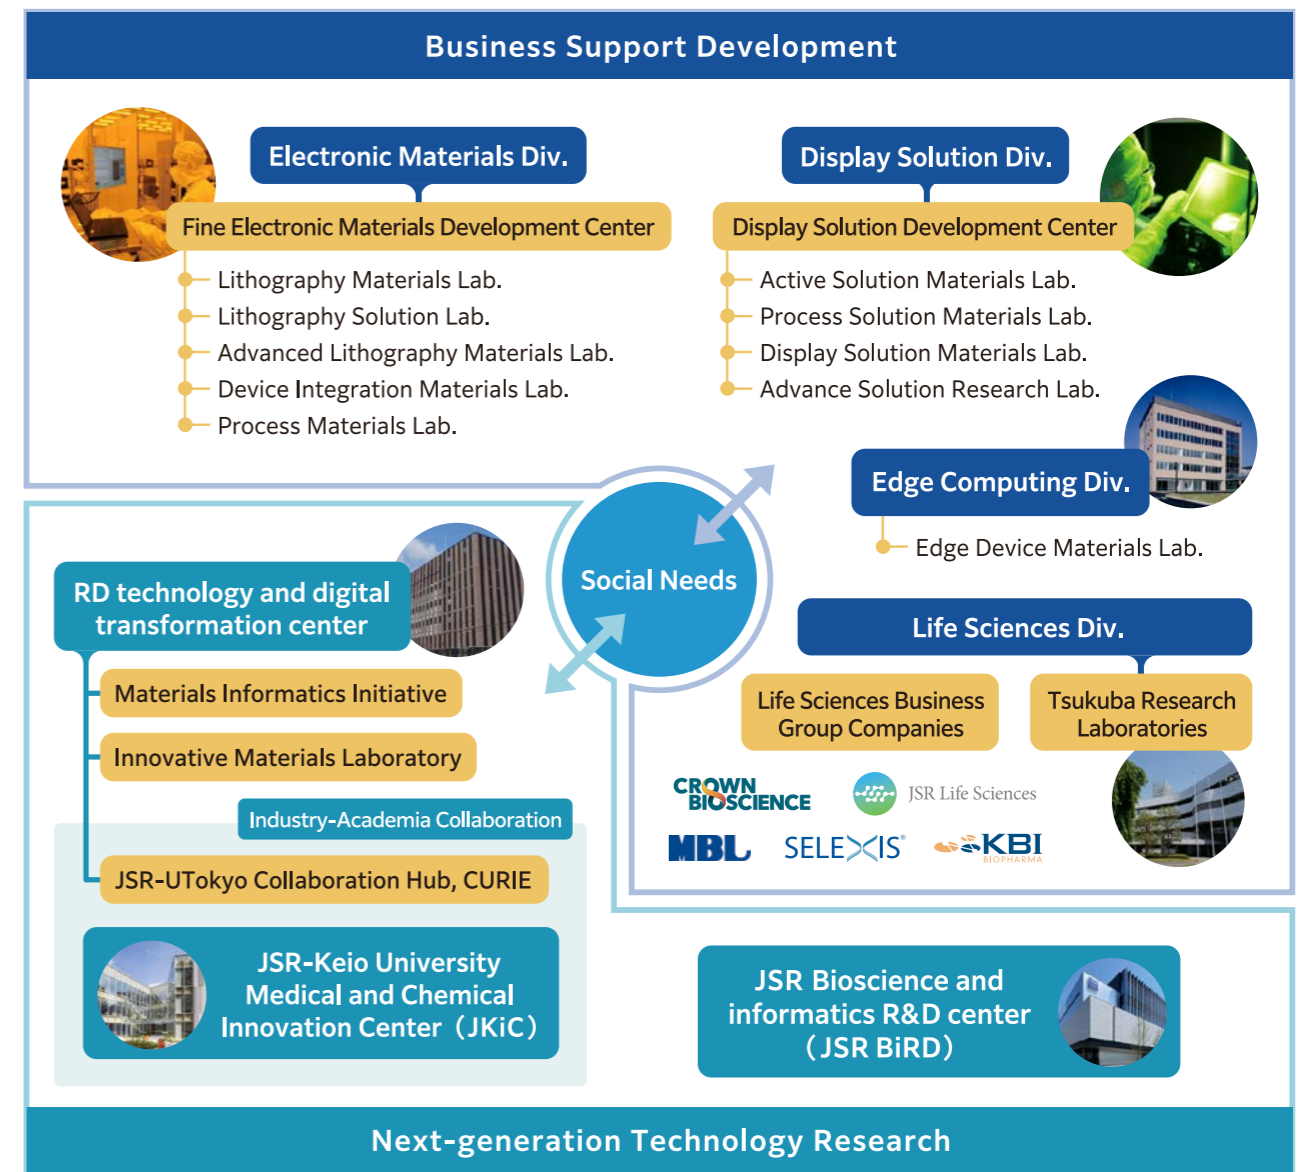 Business Support Development
Electronic Materials Div.
Fine Electronic Materials Development Center
Lithography Materials Lab.
Lithography Solution Lab.
Advanced Lithography Materials Lab.
Device Integration Materials Lab.
Process Materials Lab.
Display Solution Div.
Display Solution Development Center
Active Solution Materials Lab.
Process Solution Materials Lab.
Display Solution Materials Lab.
Advance Solution Research Lab.
Edge Computing Div.
Edge Device Materials Lab.
Social Needs
Life Sciences Div.
Life Sciences Business
Group Companies
Tsukuba Research
Laboratories
CROWN
BIOSCIENCE
JSR Life Sciences
MBL
SELEXIS®
KBI
BIOPHARMA
RD technology and digital
transformation center
Materials Informatics Initiative
Innovative Materials Laboratory
Industry-Academia Collaboration
JSR-UTokyo Collaboration Hub, CURIE
JSR-Keio University
Medical and Chemical
Innovation Center（JKiC）
JSR Bioscience and
informatics R&D center
（JSR BiRD）
Next-generation Technology Research